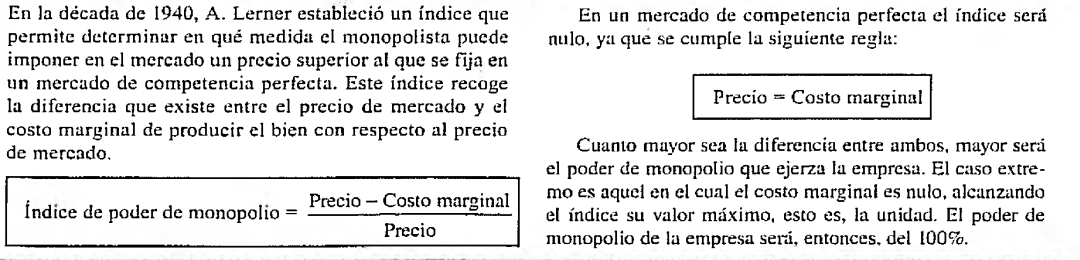 En la década de 1940, A. Lerner estableció un índice que
permite determinar en qué medida el monopolista puede
imponer en el mercado un precio superior al que se fija en
un mercado de competencia perfecta. Este índice recoge
la diferencia que existe entre el precio de mercado y el
costo marginal de producir el bien con respecto al precio
de mercado.
Índice de poder de monopolio = Precio – Costo marginal
Precio
En un mercado de competencia perfecta el índice será
nulo, ya que se cumple la siguiente regla:
Precio = Costo marginal
Cuanto mayor sea la diferencia entre ambos, mayor será
el poder de monopolio que ejerza la empresa. El caso extre-
mo es aquel en el cual el costo marginal es nulo, alcanzando
el índice su valor máximo, esto es, la unidad. El poder de
monopolio de la empresa será, entonces, del 100%.